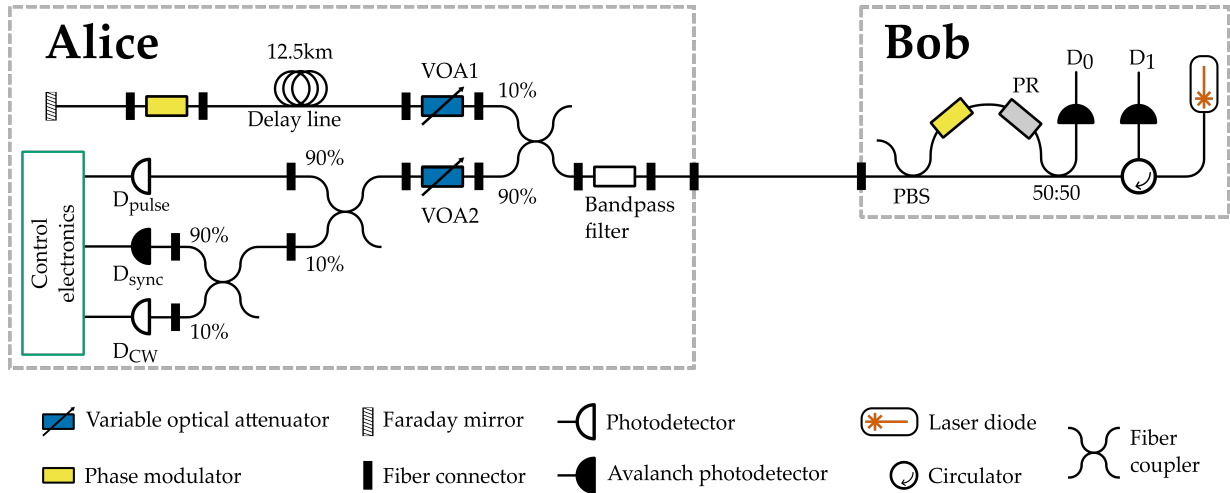 Alice
Bob
12.5km
VOA1
10%
Delay line
D0
D1
PR
90%
VOA2
90%
Bandpass
filter
PBS
50:50
Control
electronics
Dpulse
90%
Dsync
10%
10%
DCW
Variable optical attenuator
Faraday mirror
Photodetector
Laser diode
Fiber
coupler
Phase modulator
Fiber connector
Avalanch photodetector
Circulator